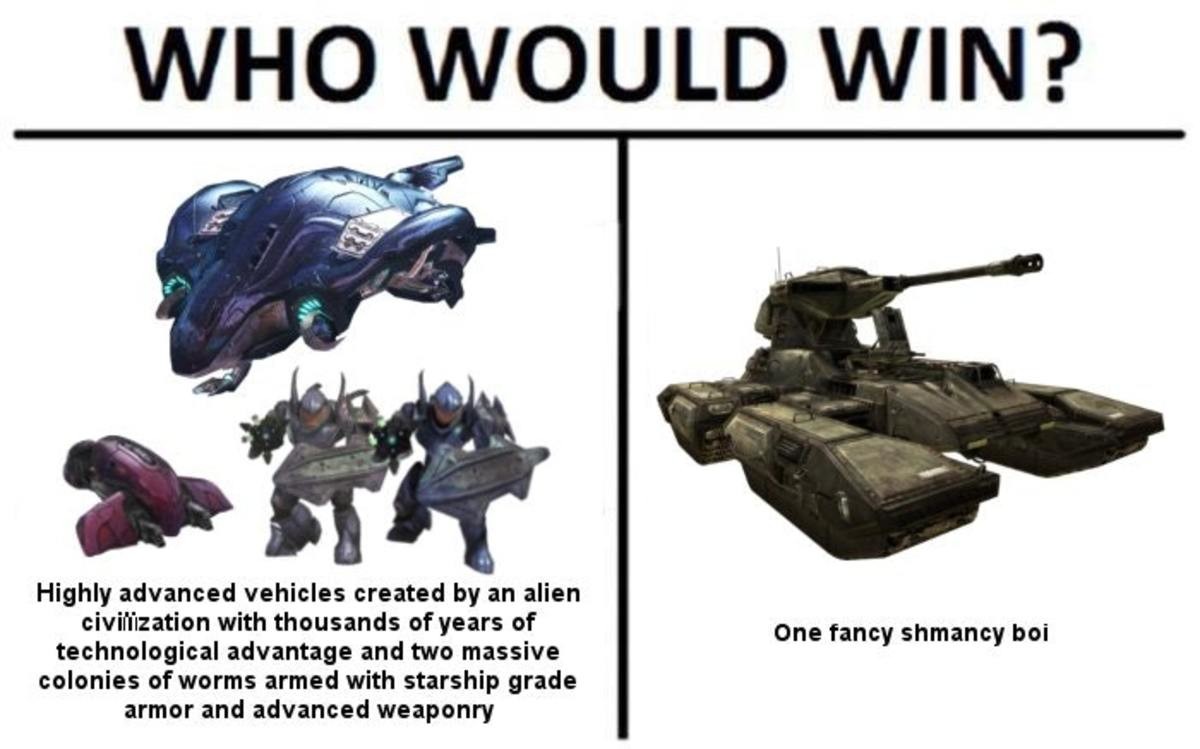 WHO WOULD WIN?
Highly advanced vehicles created by an alien
civiïïzation with thousands of years of
technological advantage and two massive
colonies of worms armed with starship grade
armor and advanced weaponry
One fancy shmancy boi